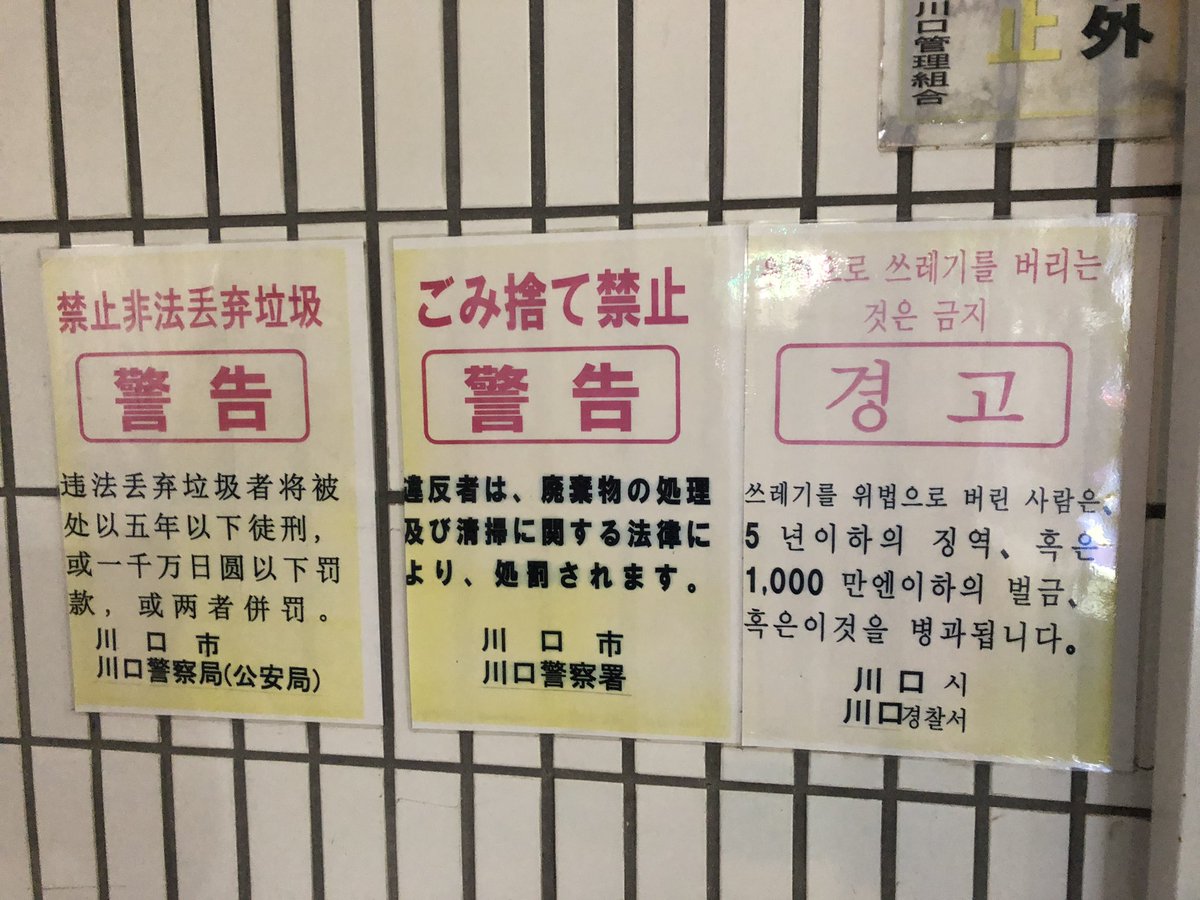 川口管理組合
止
外
禁止非法丢弃垃圾
警告
违法丢弃垃圾者将被
处以五年以下徒刑,
或一千万日圆以下罚
款,或两者併罚。
川口市
川口警察局(公安局)
ごみ捨て禁止
警告
違反者は、廃棄物の処理
及び清掃に関する法律に
より、処罰されます。
川口市
川口警察署
쓰레기를 버리는
것은 금지
경고
쓰레기를 위법으로 버린 사람은、
5 년이하의 징역、혹은
1,000 만엔이하의 벌금、
혹은이것을 병과됩니다。
川口 시
川口경찰서